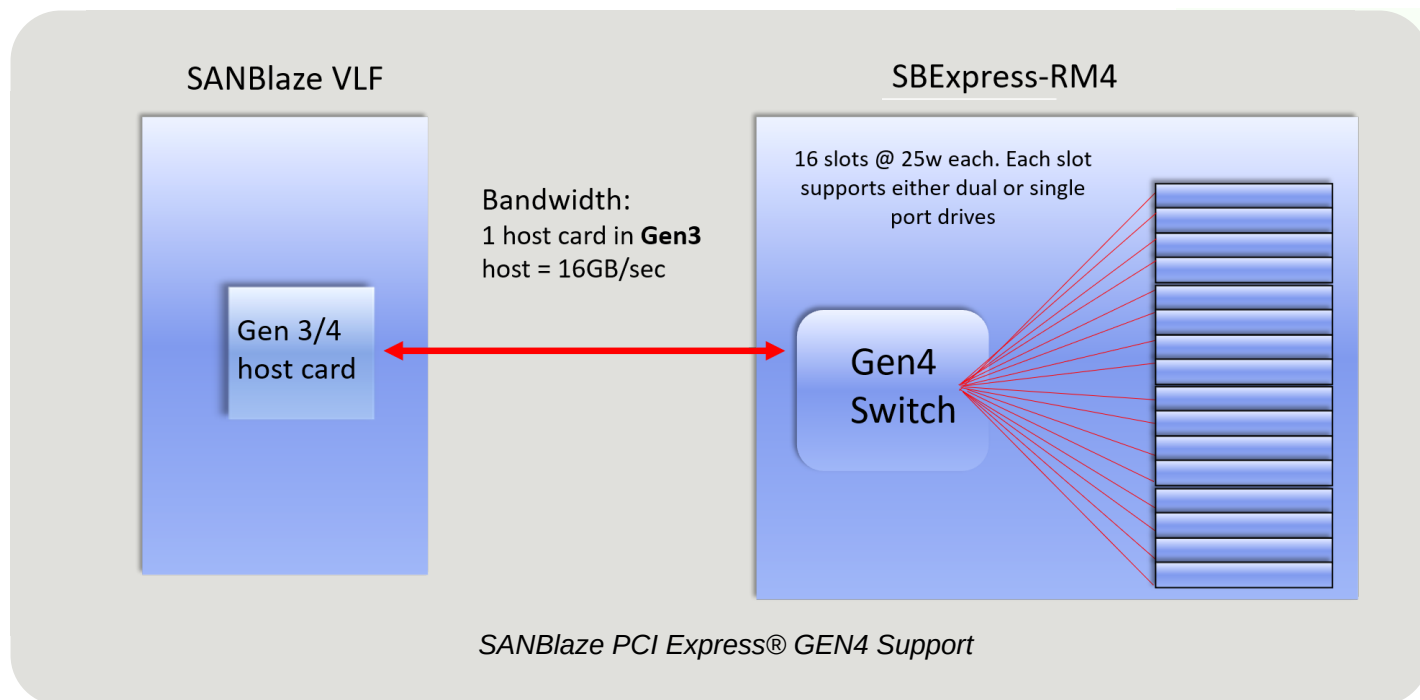 SANBlaze VLF
SBExpress-RM4
16 slots @ 25w each. Each slot
supports either dual or single
port drives
Bandwidth:
1 host card in Gen3
host = 16GB/sec
Gen 3/4
host card
Gen4
Switch
SANBlaze PCI Express® GEN4 Support